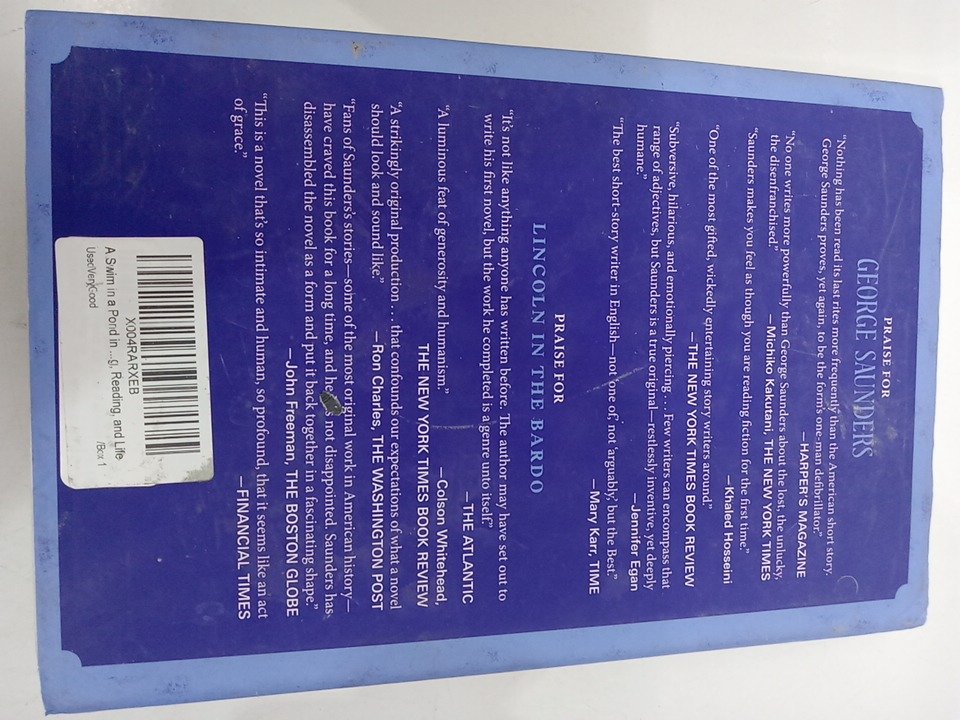 PRAISE FOR
GEORGE SAUNDERS
“Nothing has been read its last rites more frequently than the American short story.
George Saunders proves, yet again, to be the form's one-man defibrillator.”
—HARPER'S MAGAZINE
“No one writes more powerfully than George Saunders about the lost, the unlucky,
the disenfranchised.”
—Michiko Kakutani, THE NEW YORK TIMES
“Saunders makes you feel as though you are reading fiction for the first time.”
—Khaled Hosseini
“One of the most gifted, wickedly entertaining story writers around.”
—THE NEW YORK TIMES BOOK REVIEW
“Subversive, hilarious, and emotionally piercing . . . Few writers can encompass that
range of adjectives, but Saunders is a true original—restlessly inventive, yet deeply
humane.”
—Jennifer Egan
“The best short-story writer in English—not ‘one of,’ not ‘arguably,’ but the Best.”
—Mary Karr, TIME
PRAISE FOR
LINCOLN IN THE BARDO
“It's not like anything anyone has written before. The author may have set out to
write his first novel, but the work he completed is a genre unto itself.”
—THE ATLANTIC
“A luminous feat of generosity and humanism.”
—Colson Whitehead,
THE NEW YORK TIMES BOOK REVIEW
“A strikingly original production . . . that confounds our expectations of what a novel
should look and sound like.”
—Ron Charles, THE WASHINGTON POST
“Fans of Saunders's stories—some of the most original work in American history—
have craved this book for a long time, and he not disappointed. Saunders has
disassembled the novel as a form and put it back together in a fascinating shape.”
—John Freeman, THE BOSTON GLOBE
“This is a novel that's so intimate and human, so profound, that it seems like an act
of grace.”
—FINANCIAL TIMES
X004RARXEB
A Swim in a Pond in ...g, Reading, and Life
UsedVeryGood
/Box 1